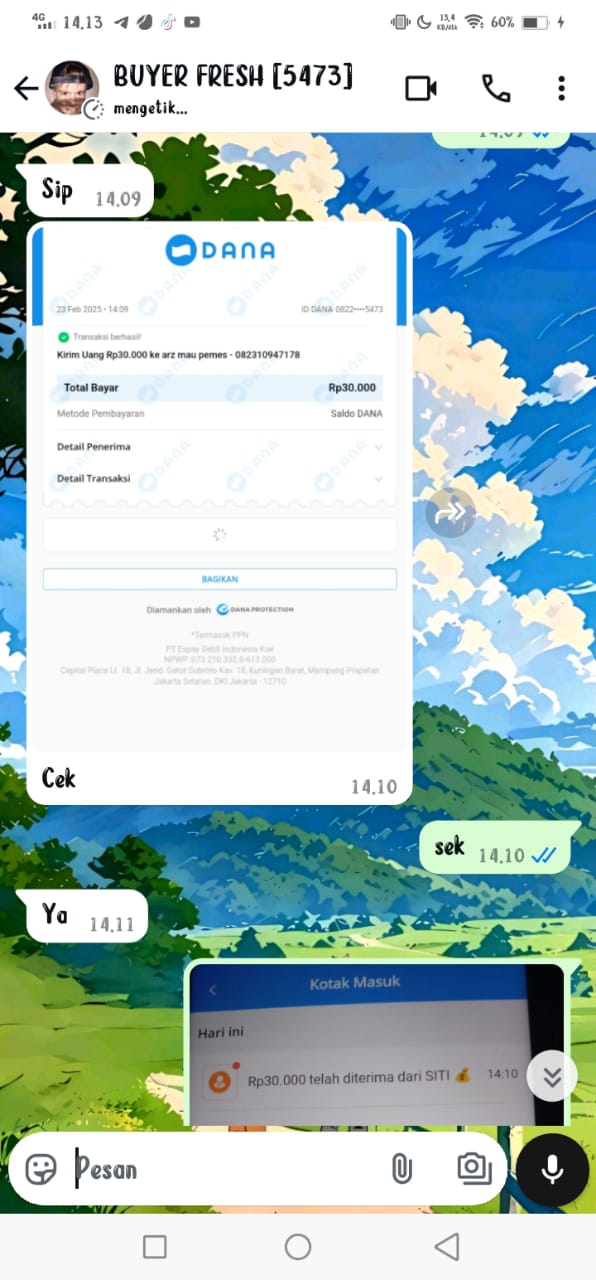 4G 14.13 13,4 KB/dtk 60%
BUYER FRESH [5473]
mengetik...
Sip 14.09
DANA
23 Feb 2025 • 14:09 ID DANA 0822••••5473
Transaksi berhasil!
Kirim Uang Rp30.000 ke arz mau pemes - 082310947178
Total Bayar Rp30.000
Metode Pembayaran Saldo DANA
Detail Penerima
Detail Transaksi
BAGIKAN
Diamankan oleh DANA PROTECTION
*Termasuk PPN
PT Espay Debit Indonesia Koe
NPWP: 073.210.332.0-613.000
Capital Place Lt. 18, Jl. Jend. Gatot Subroto Kav. 18, Kuningan Barat, Mampang Prapatan
Jakarta Selatan, DKI Jakarta - 12710
Cek 14.10
sek 14.10
Ya 14.11
Kotak Masuk
Hari ini
Rp30.000 telah diterima dari SITI 💰 14:10
Pesan